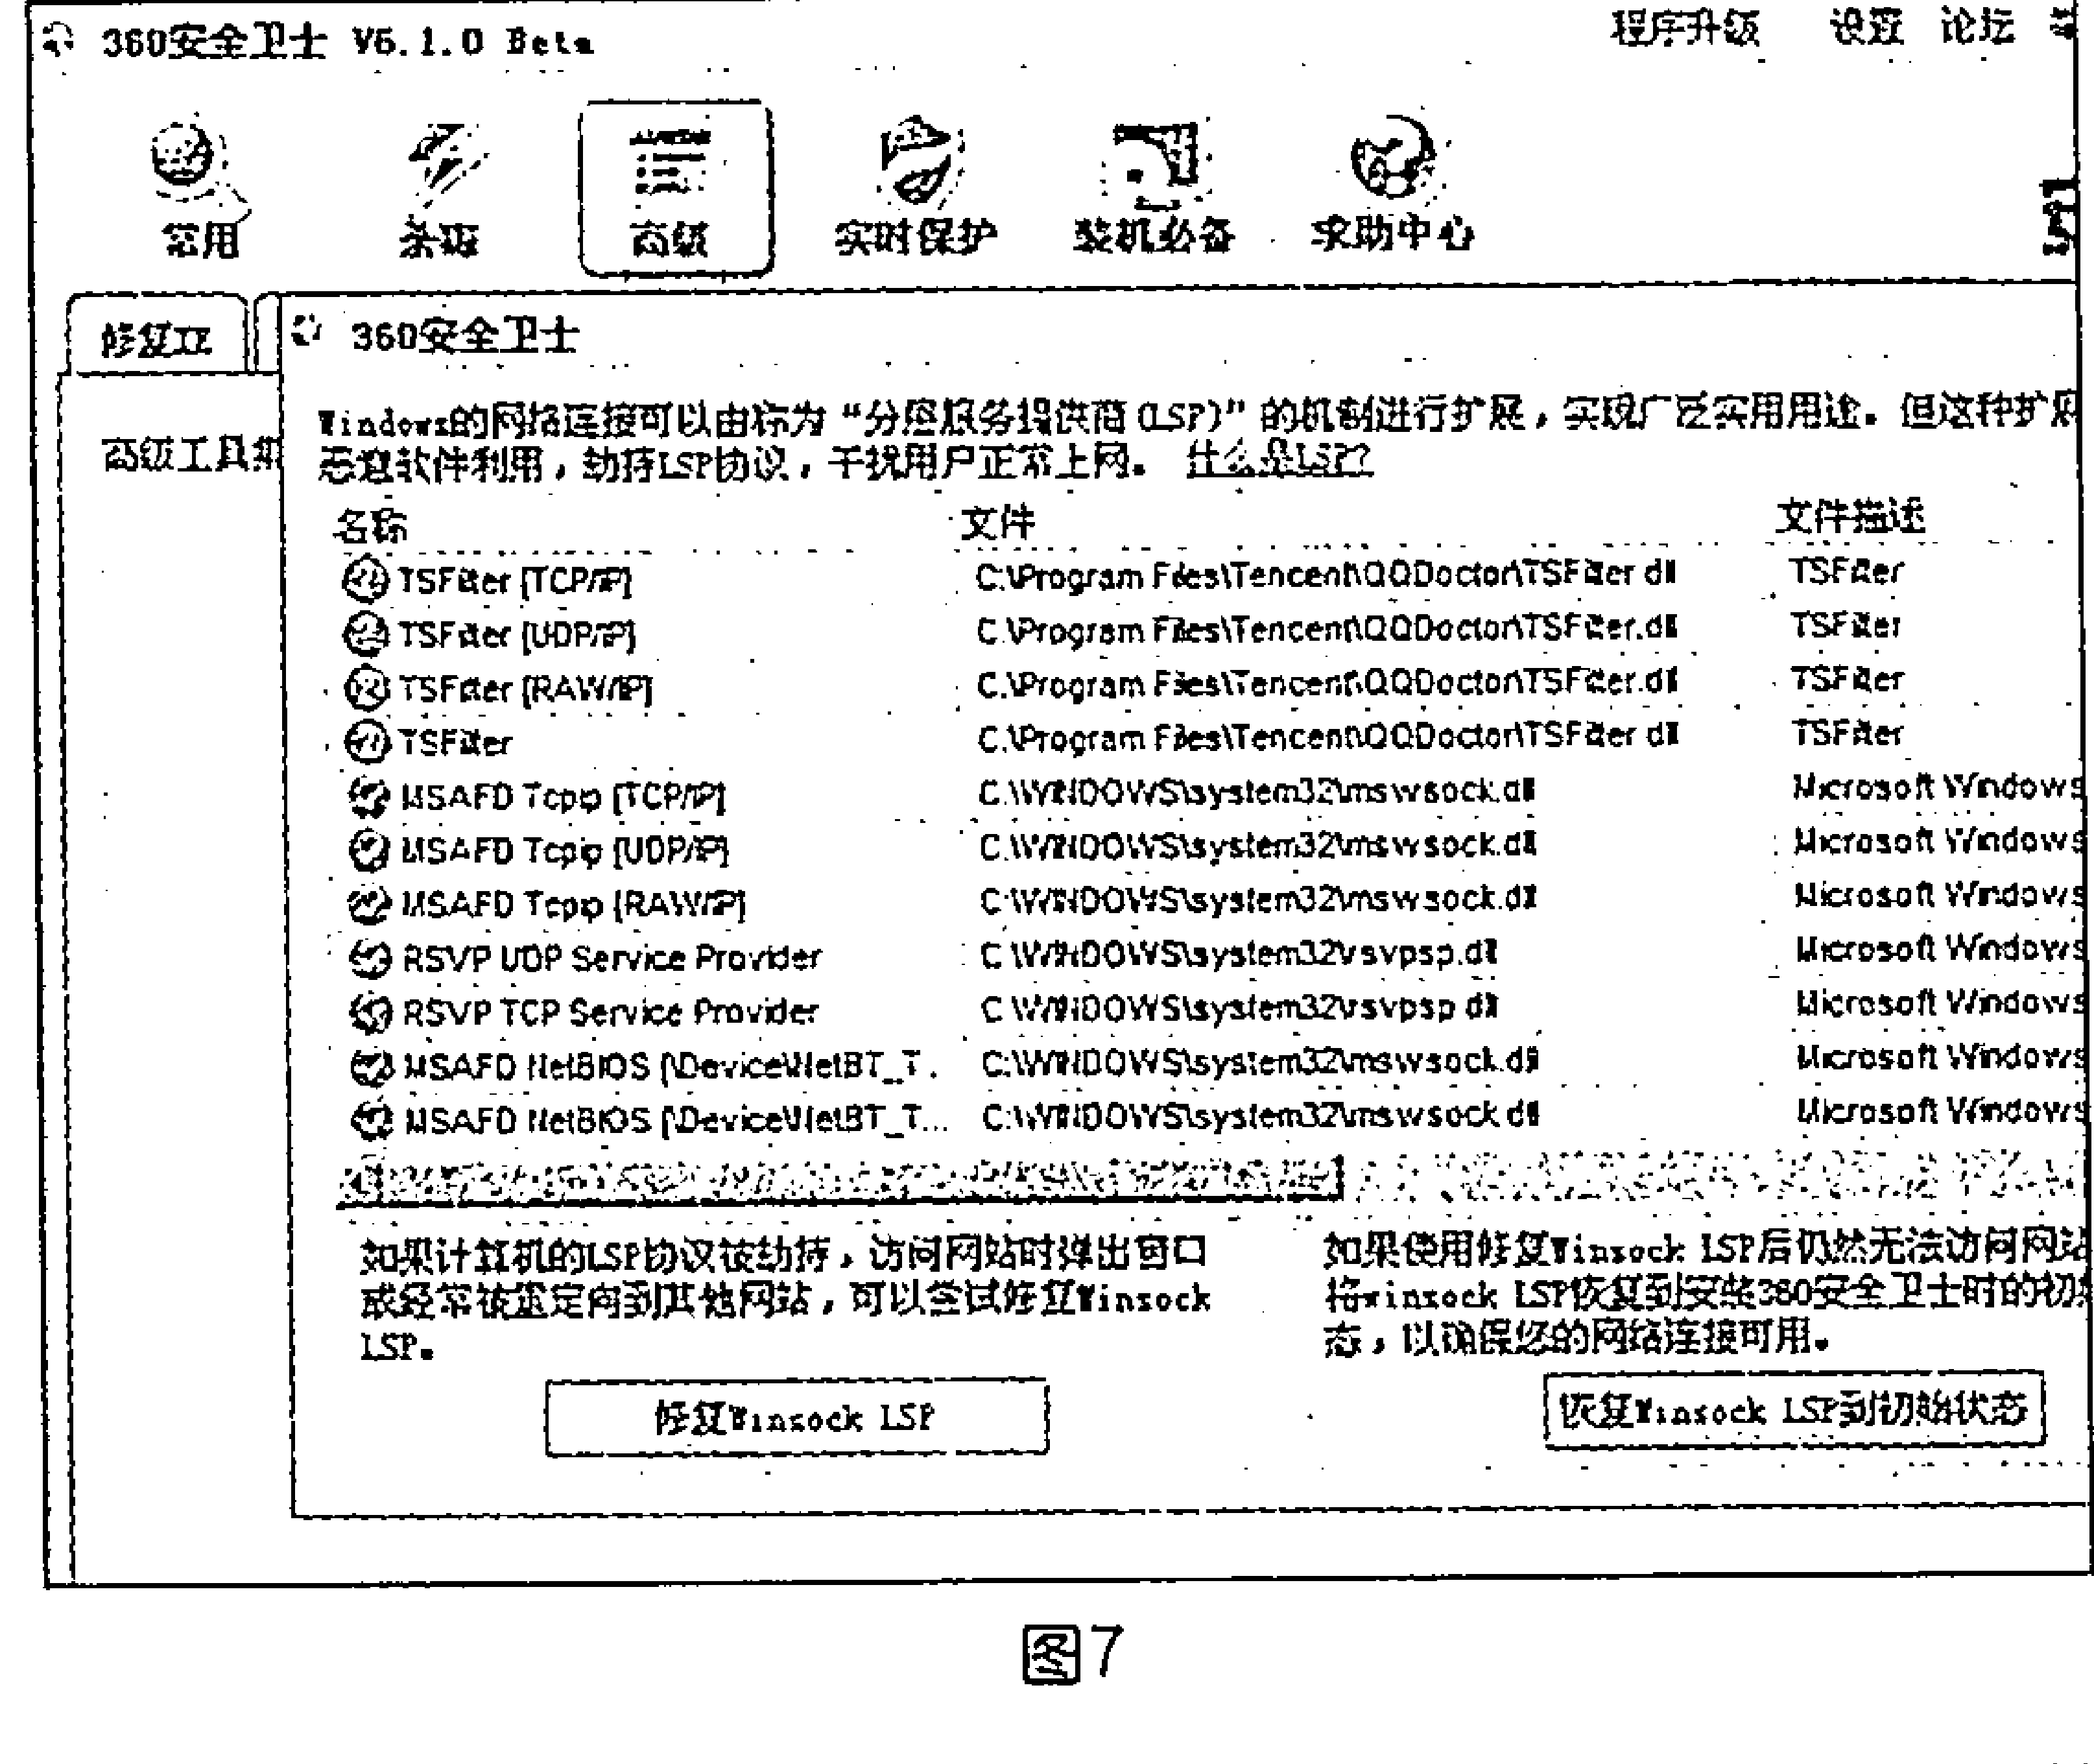 360安全卫士 V6.1.0 Beta
程序升级 设置 论坛
常用 杀毒 高级 实时保护 装机必备 求助中心
修复IE
360安全卫士
高级工具集
Windows的网络连接可以由称为“分层服务提供商(LSP)”的机制进行扩展，实现广泛实用用途。但这种扩展
恶意软件利用，劫持LSP协议，干扰用户正常上网。 什么是LSP?
名称 文件 文件描述
TSFilter [TCP/IP] C:\Program Files\Tencent\QQDoctor\TSFilter.dll TSFilter
TSFilter [UDP/IP] C:\Program Files\Tencent\QQDoctor\TSFilter.dll TSFilter
TSFilter [RAW/IP] C:\Program Files\Tencent\QQDoctor\TSFilter.dll TSFilter
TSFilter C:\Program Files\Tencent\QQDoctor\TSFilter.dll TSFilter
MSAFD Tcpip [TCP/IP] C:\WINDOWS\system32\mswsock.dll Microsoft Windows
MSAFD Tcpip [UDP/IP] C:\WINDOWS\system32\mswsock.dll Microsoft Windows
MSAFD Tcpip [RAW/IP] C:\WINDOWS\system32\mswsock.dll Microsoft Windows
RSVP UDP Service Provider C:\WINDOWS\system32\rsvpsp.dll Microsoft Windows
RSVP TCP Service Provider C:\WINDOWS\system32\rsvpsp.dll Microsoft Windows
MSAFD NetBIOS [\Device\NetBT_T... C:\WINDOWS\system32\mswsock.dll Microsoft Windows
MSAFD NetBIOS [\Device\NetBT_T... C:\WINDOWS\system32\mswsock.dll Microsoft Windows
如果计算机的LSP协议被劫持，访问网站时弹出窗口
或经常被重定向到其他网站，可以尝试修复Winsock
LSP。
如果使用修复Winsock LSP后仍然无法访问网站
将winsock LSP恢复到安装360安全卫士时的初始
态，以确保您的网络连接可用。
修复Winsock LSP
恢复Winsock LSP到初始状态
图7